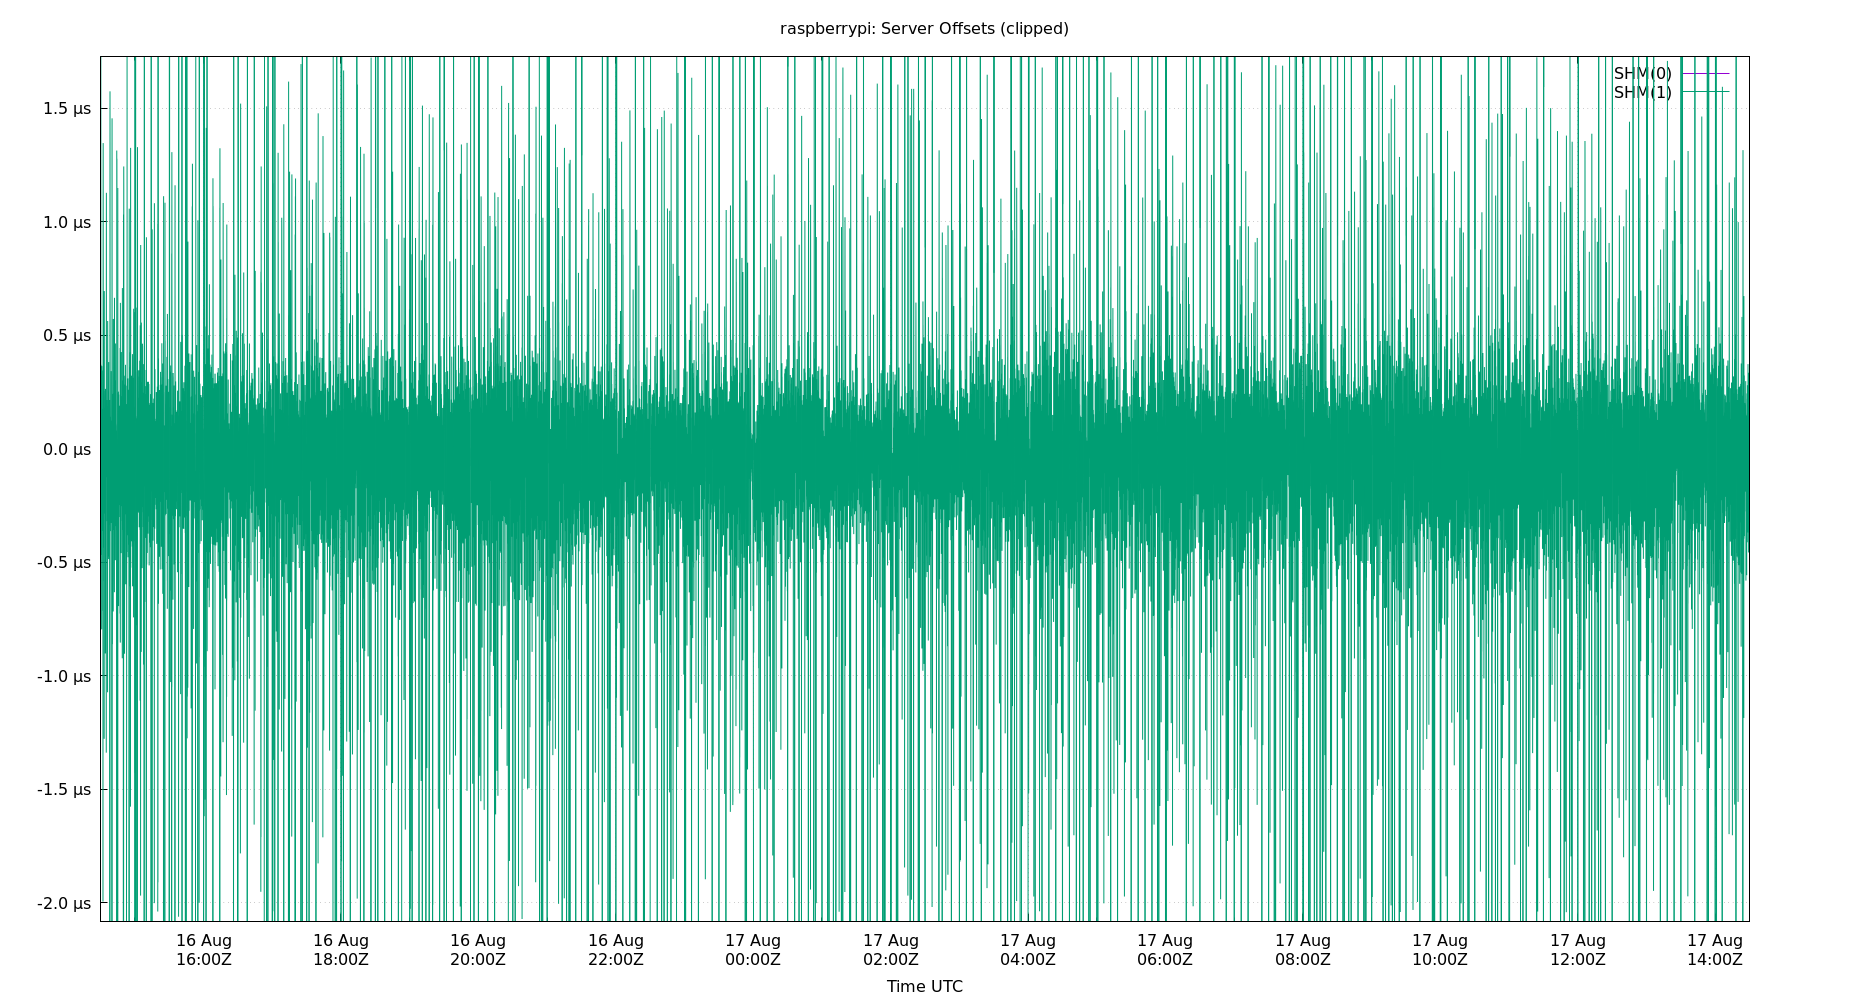 raspberrypi: Server Offsets (clipped)
SHM(0)
SHM(1)
1.5 µs
1.0 µs
0.5 µs
0.0 µs
-0.5 µs
-1.0 µs
-1.5 µs
-2.0 µs
16 Aug 16 Aug 16 Aug 16 Aug 17 Aug 17 Aug 17 Aug 17 Aug 17 Aug 17 Aug 17 Aug 17 Aug
16:00Z 18:00Z 20:00Z 22:00Z 00:00Z 02:00Z 04:00Z 06:00Z 08:00Z 10:00Z 12:00Z 14:00Z
Time UTC